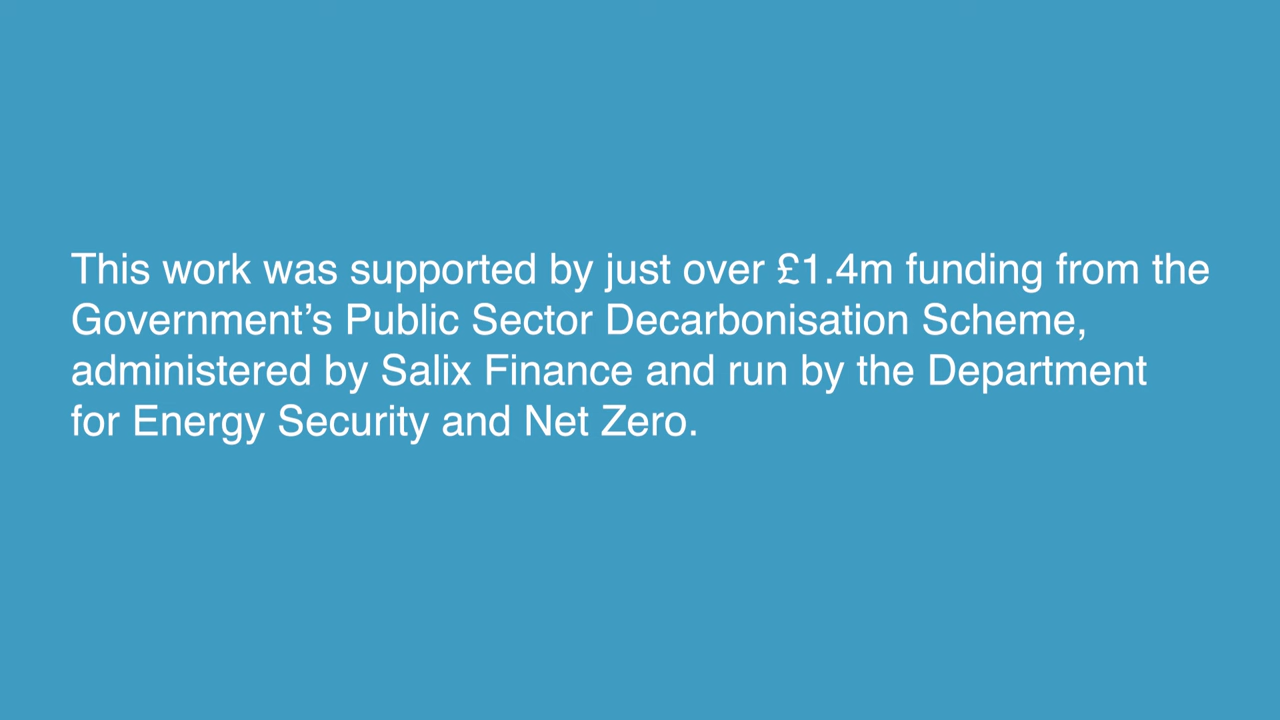 This work was supported by just over £1.4m funding from the
Government’s Public Sector Decarbonisation Scheme,
administered by Salix Finance and run by the Department
for Energy Security and Net Zero.